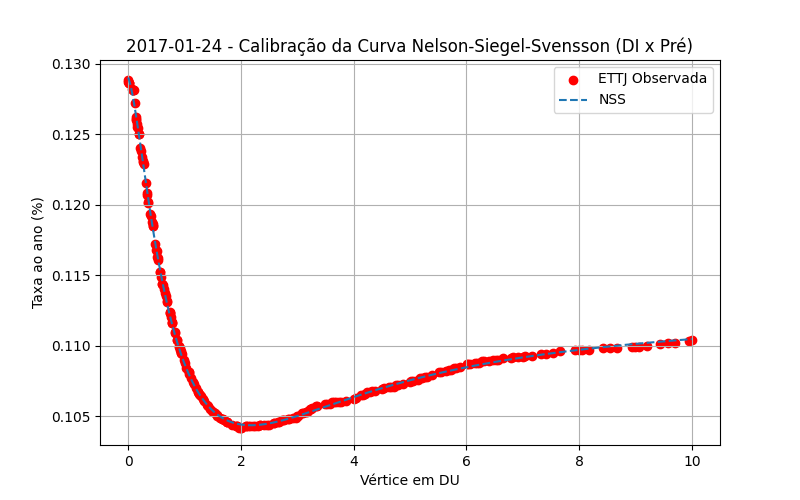 2017-01-24 - Calibração da Curva Nelson-Siegel-Svensson (DI x Pré)
ETTJ Observada
NSS
Taxa ao ano (%)
0.130
0.125
0.120
0.115
0.110
0.105
0
2
4
6
8
10
Vértice em DU